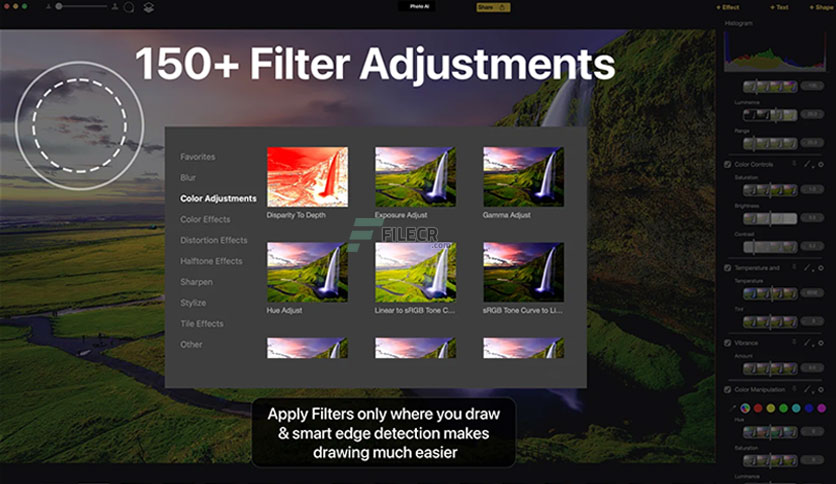 Photo AI
Share
+ Effect
+ Text
+ Shape
Histogram
150+ Filter Adjustments
Luminance
Range
Favorites
Blur
Color Adjustments
Color Effects
Distortion Effects
Halftone Effects
Sharpen
Stylize
Tile Effects
Other
Disparity To Depth
Exposure Adjust
Gamma Adjust
FILECR
.com
Hue Adjust
Linear to sRGB Tone C...
sRGB Tone Curve to Li...
Color Controls
Saturation
Brightness
Contrast
Temperature and
Temperature
Tint
Vibrance
Amount
Color Manipulation
Hue
Saturation
Luminance
Apply Filters only where you draw
& smart edge detection makes
drawing much easier